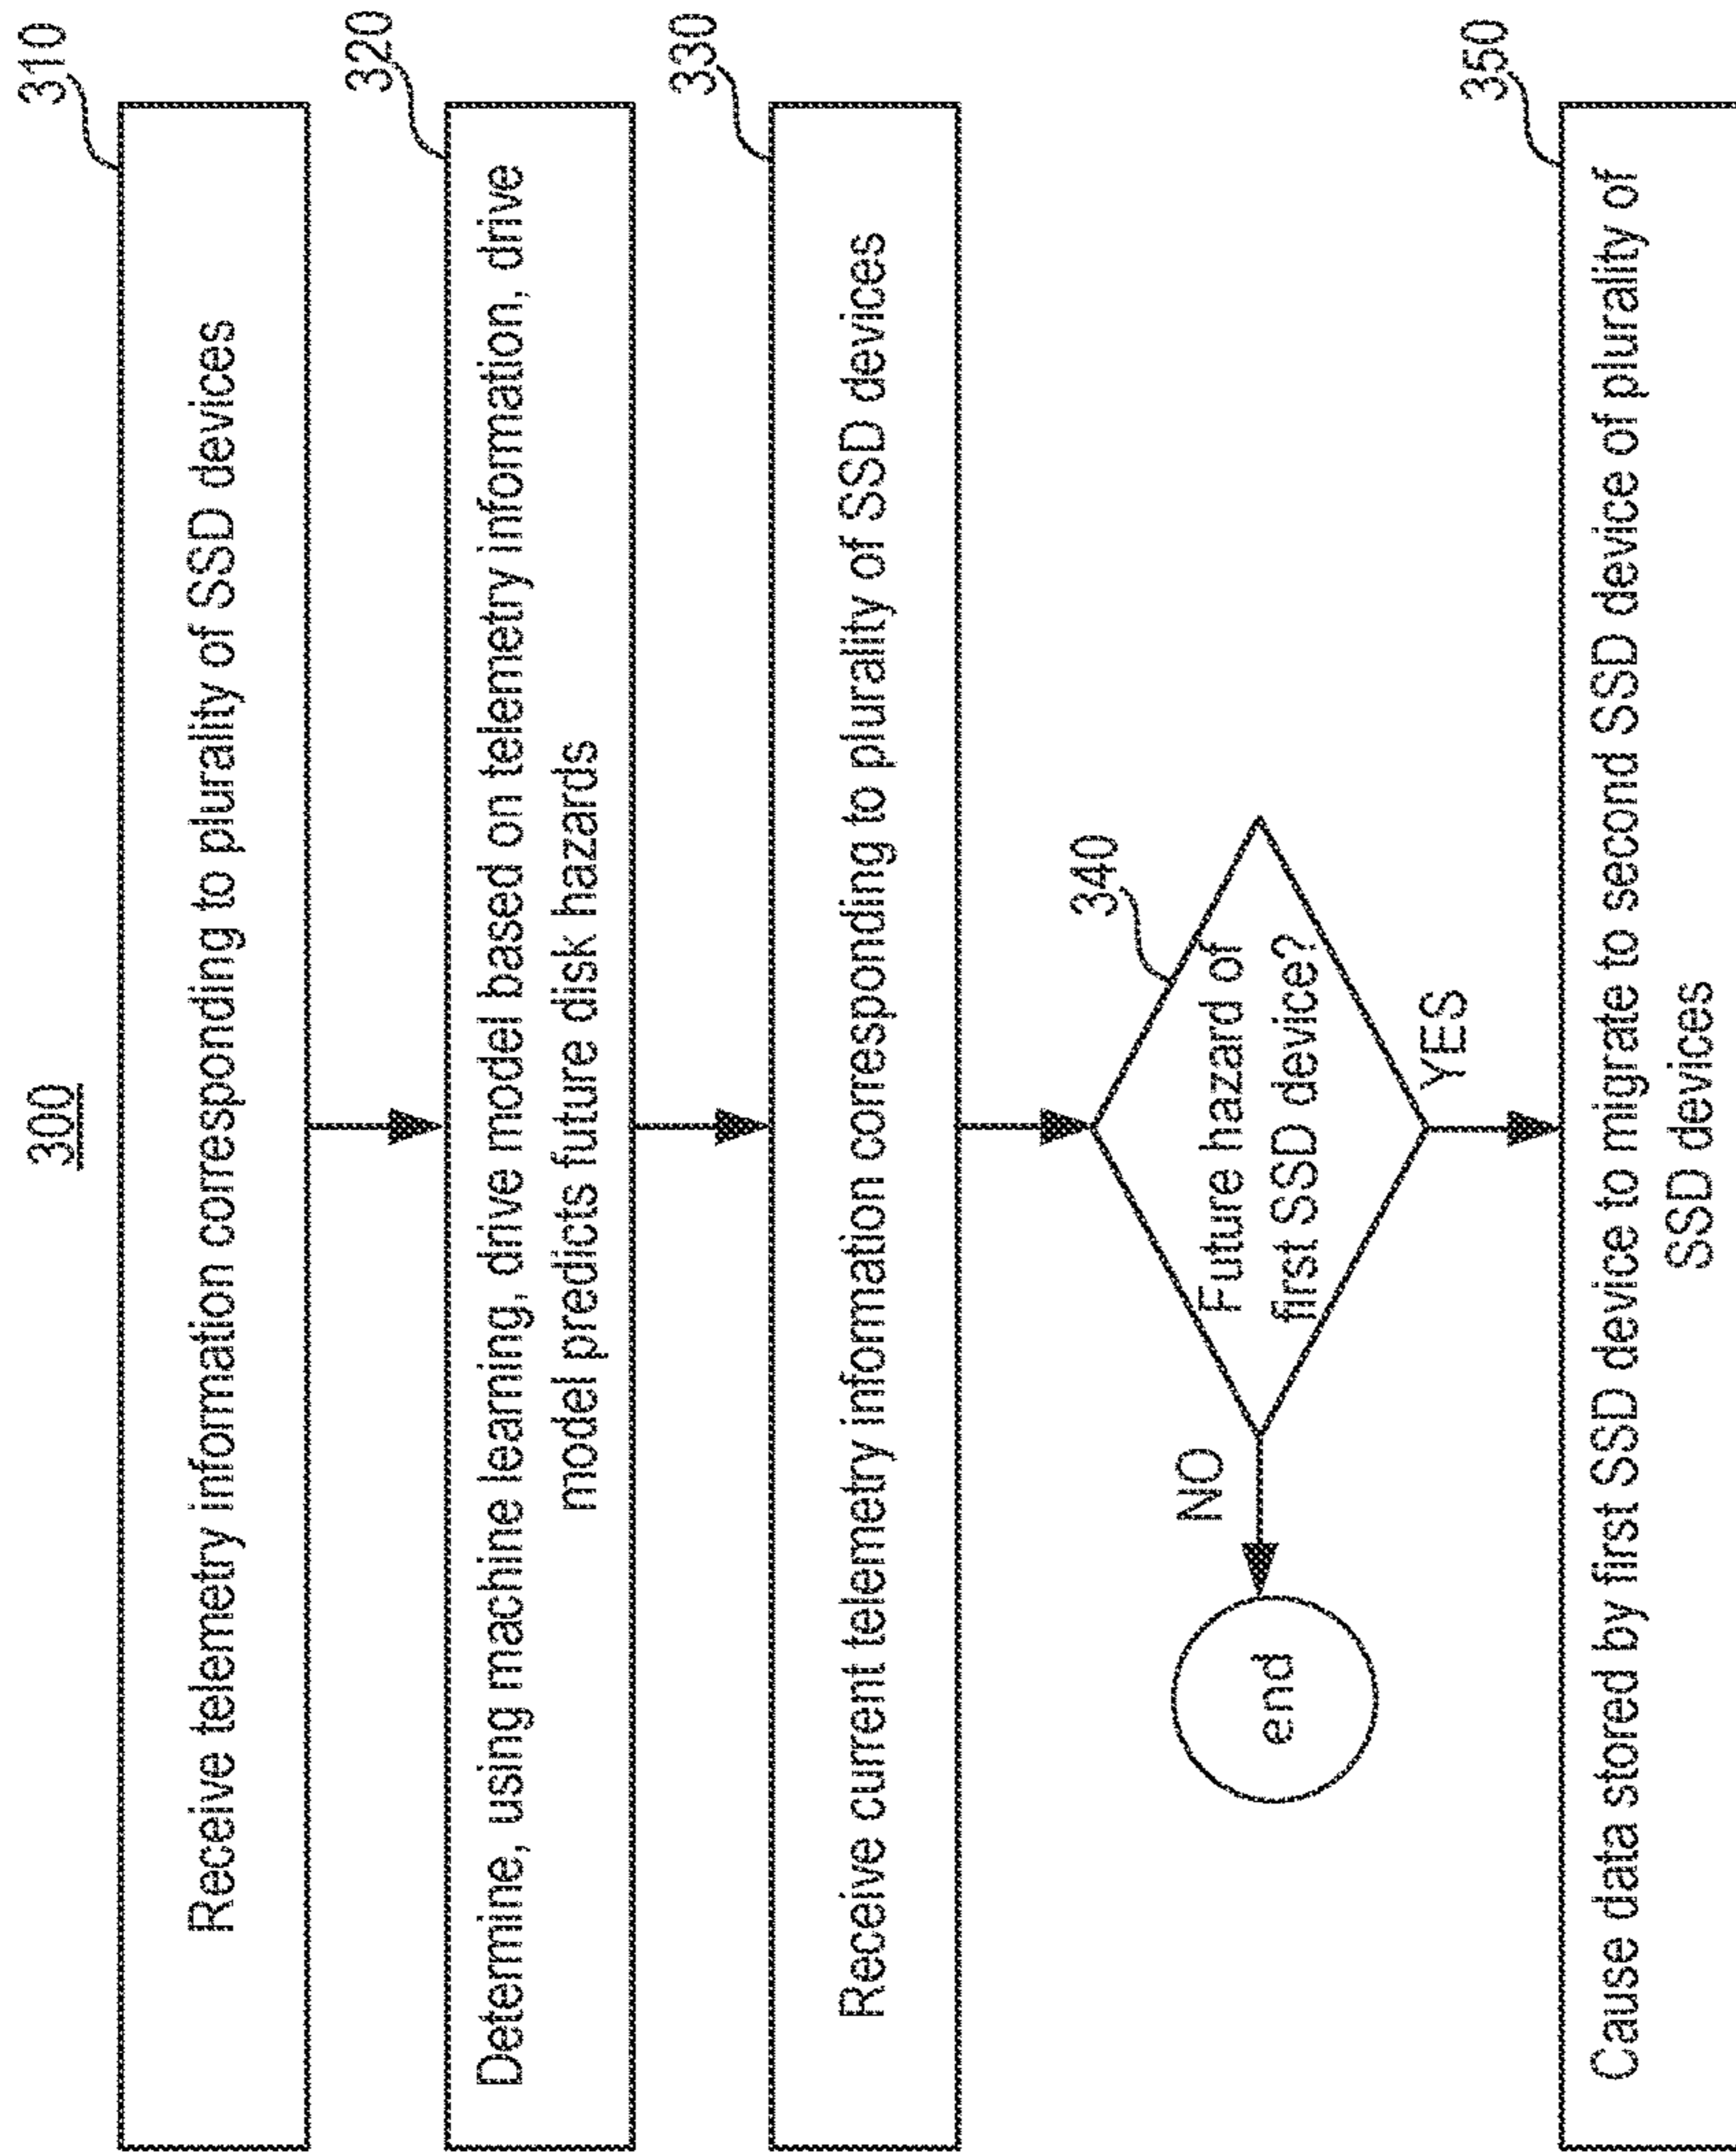 300
310
Receive telemetry information corresponding to plurality of SSD devices
320
Determine, using machine learning, drive model based on telemetry information, drive
model predicts future disk hazards
330
Receive current telemetry information corresponding to plurality of SSD devices
340
Future hazard of
first SSD device?
NO
end
YES
350
Cause data stored by first SSD device to migrate to second SSD device of plurality of
SSD devices